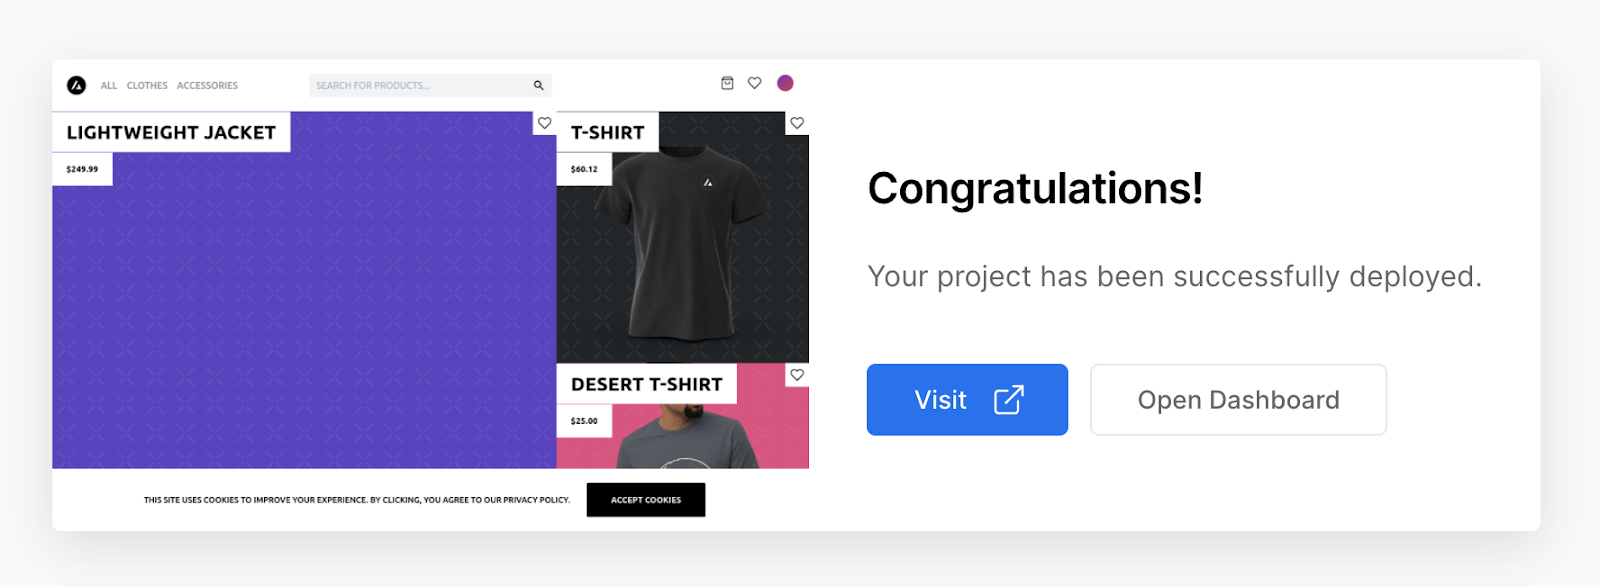 ALL CLOTHES ACCESSORIES
SEARCH FOR PRODUCTS...
LIGHTWEIGHT JACKET
$249.99
T-SHIRT
$60.12
DESERT T-SHIRT
$25.00
THIS SITE USES COOKIES TO IMPROVE YOUR EXPERIENCE. BY CLICKING, YOU AGREE TO OUR PRIVACY POLICY.
ACCEPT COOKIES
Congratulations!
Your project has been successfully deployed.
Visit
Open Dashboard